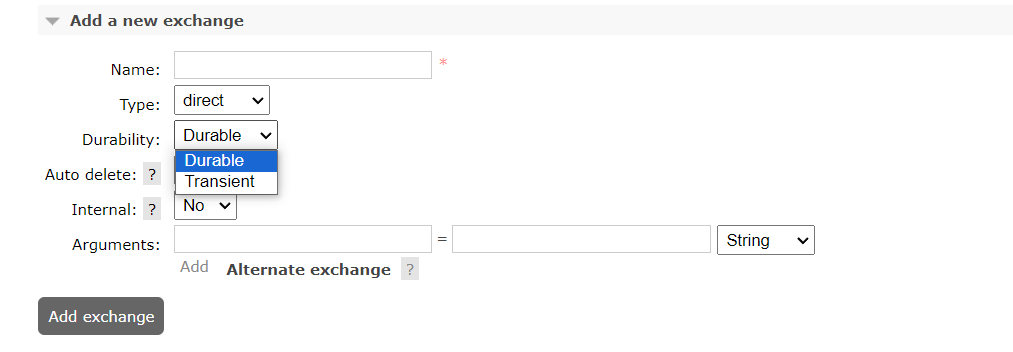 Add a new exchange
Name: *
Type: direct
Durability: Durable
Durable
Auto delete: ?
Transient
Internal: ? No
Arguments: = String
Add Alternate exchange ?
Add exchange